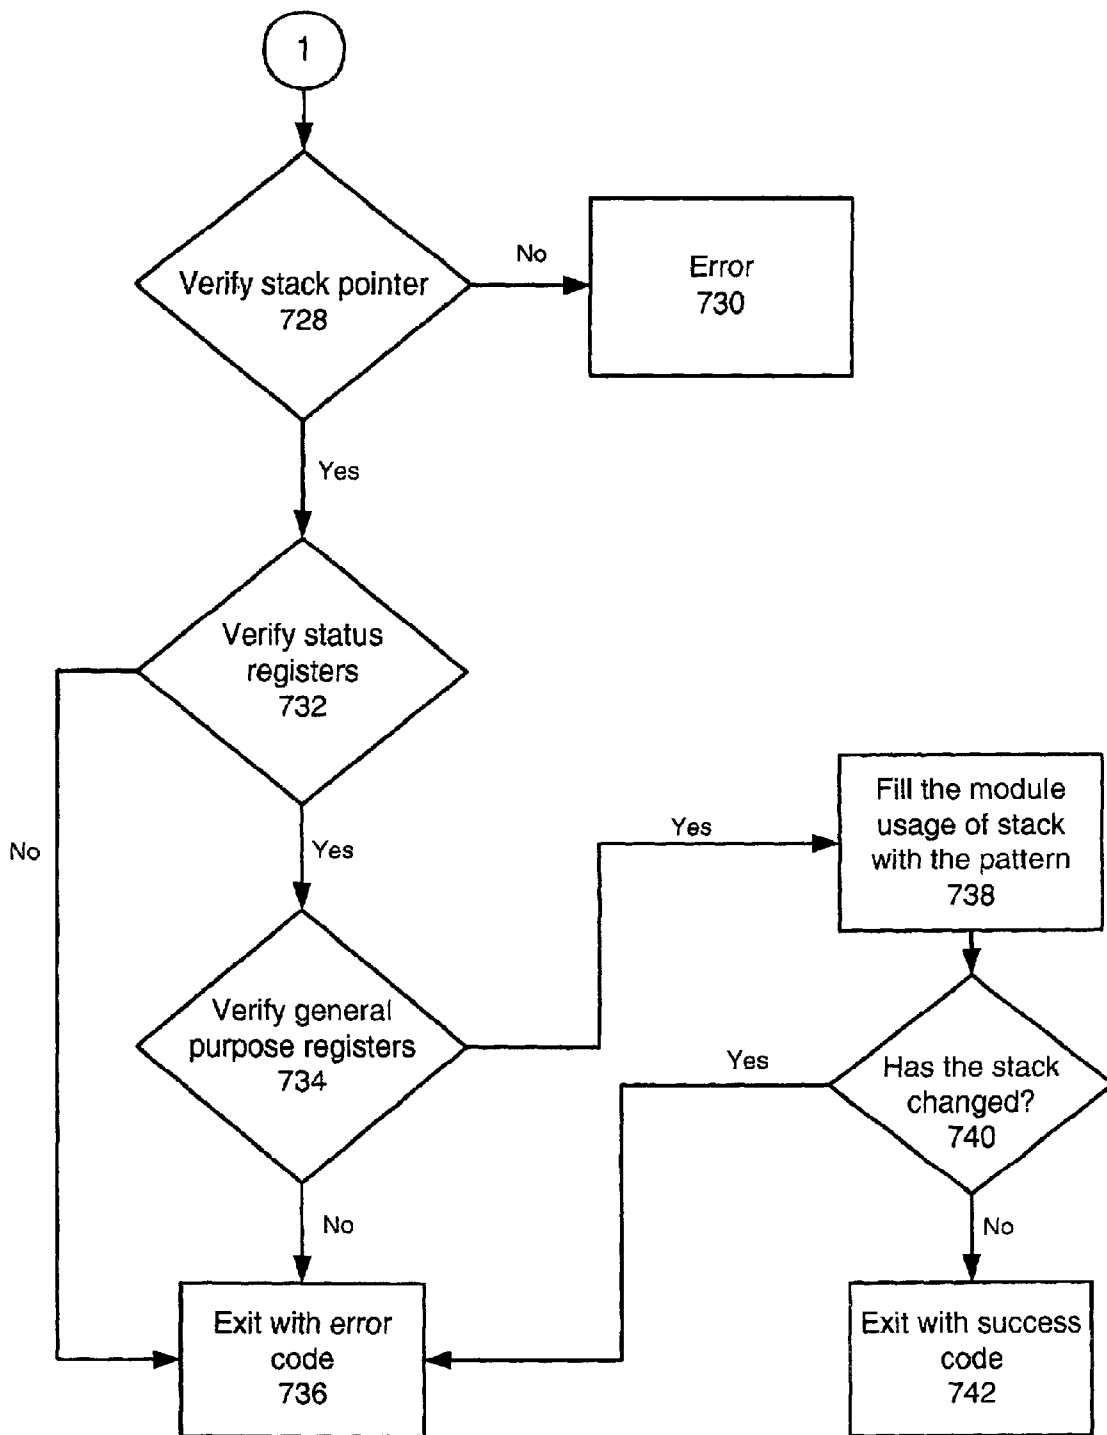 1
Verify stack pointer
728
No
Error
730
Yes
Verify status
registers
732
No
Yes
Verify general
purpose registers
734
Yes
Fill the module
usage of stack
with the pattern
738
Yes
Has the stack
changed?
740
No
No
Exit with error
code
736
Exit with success
code
742